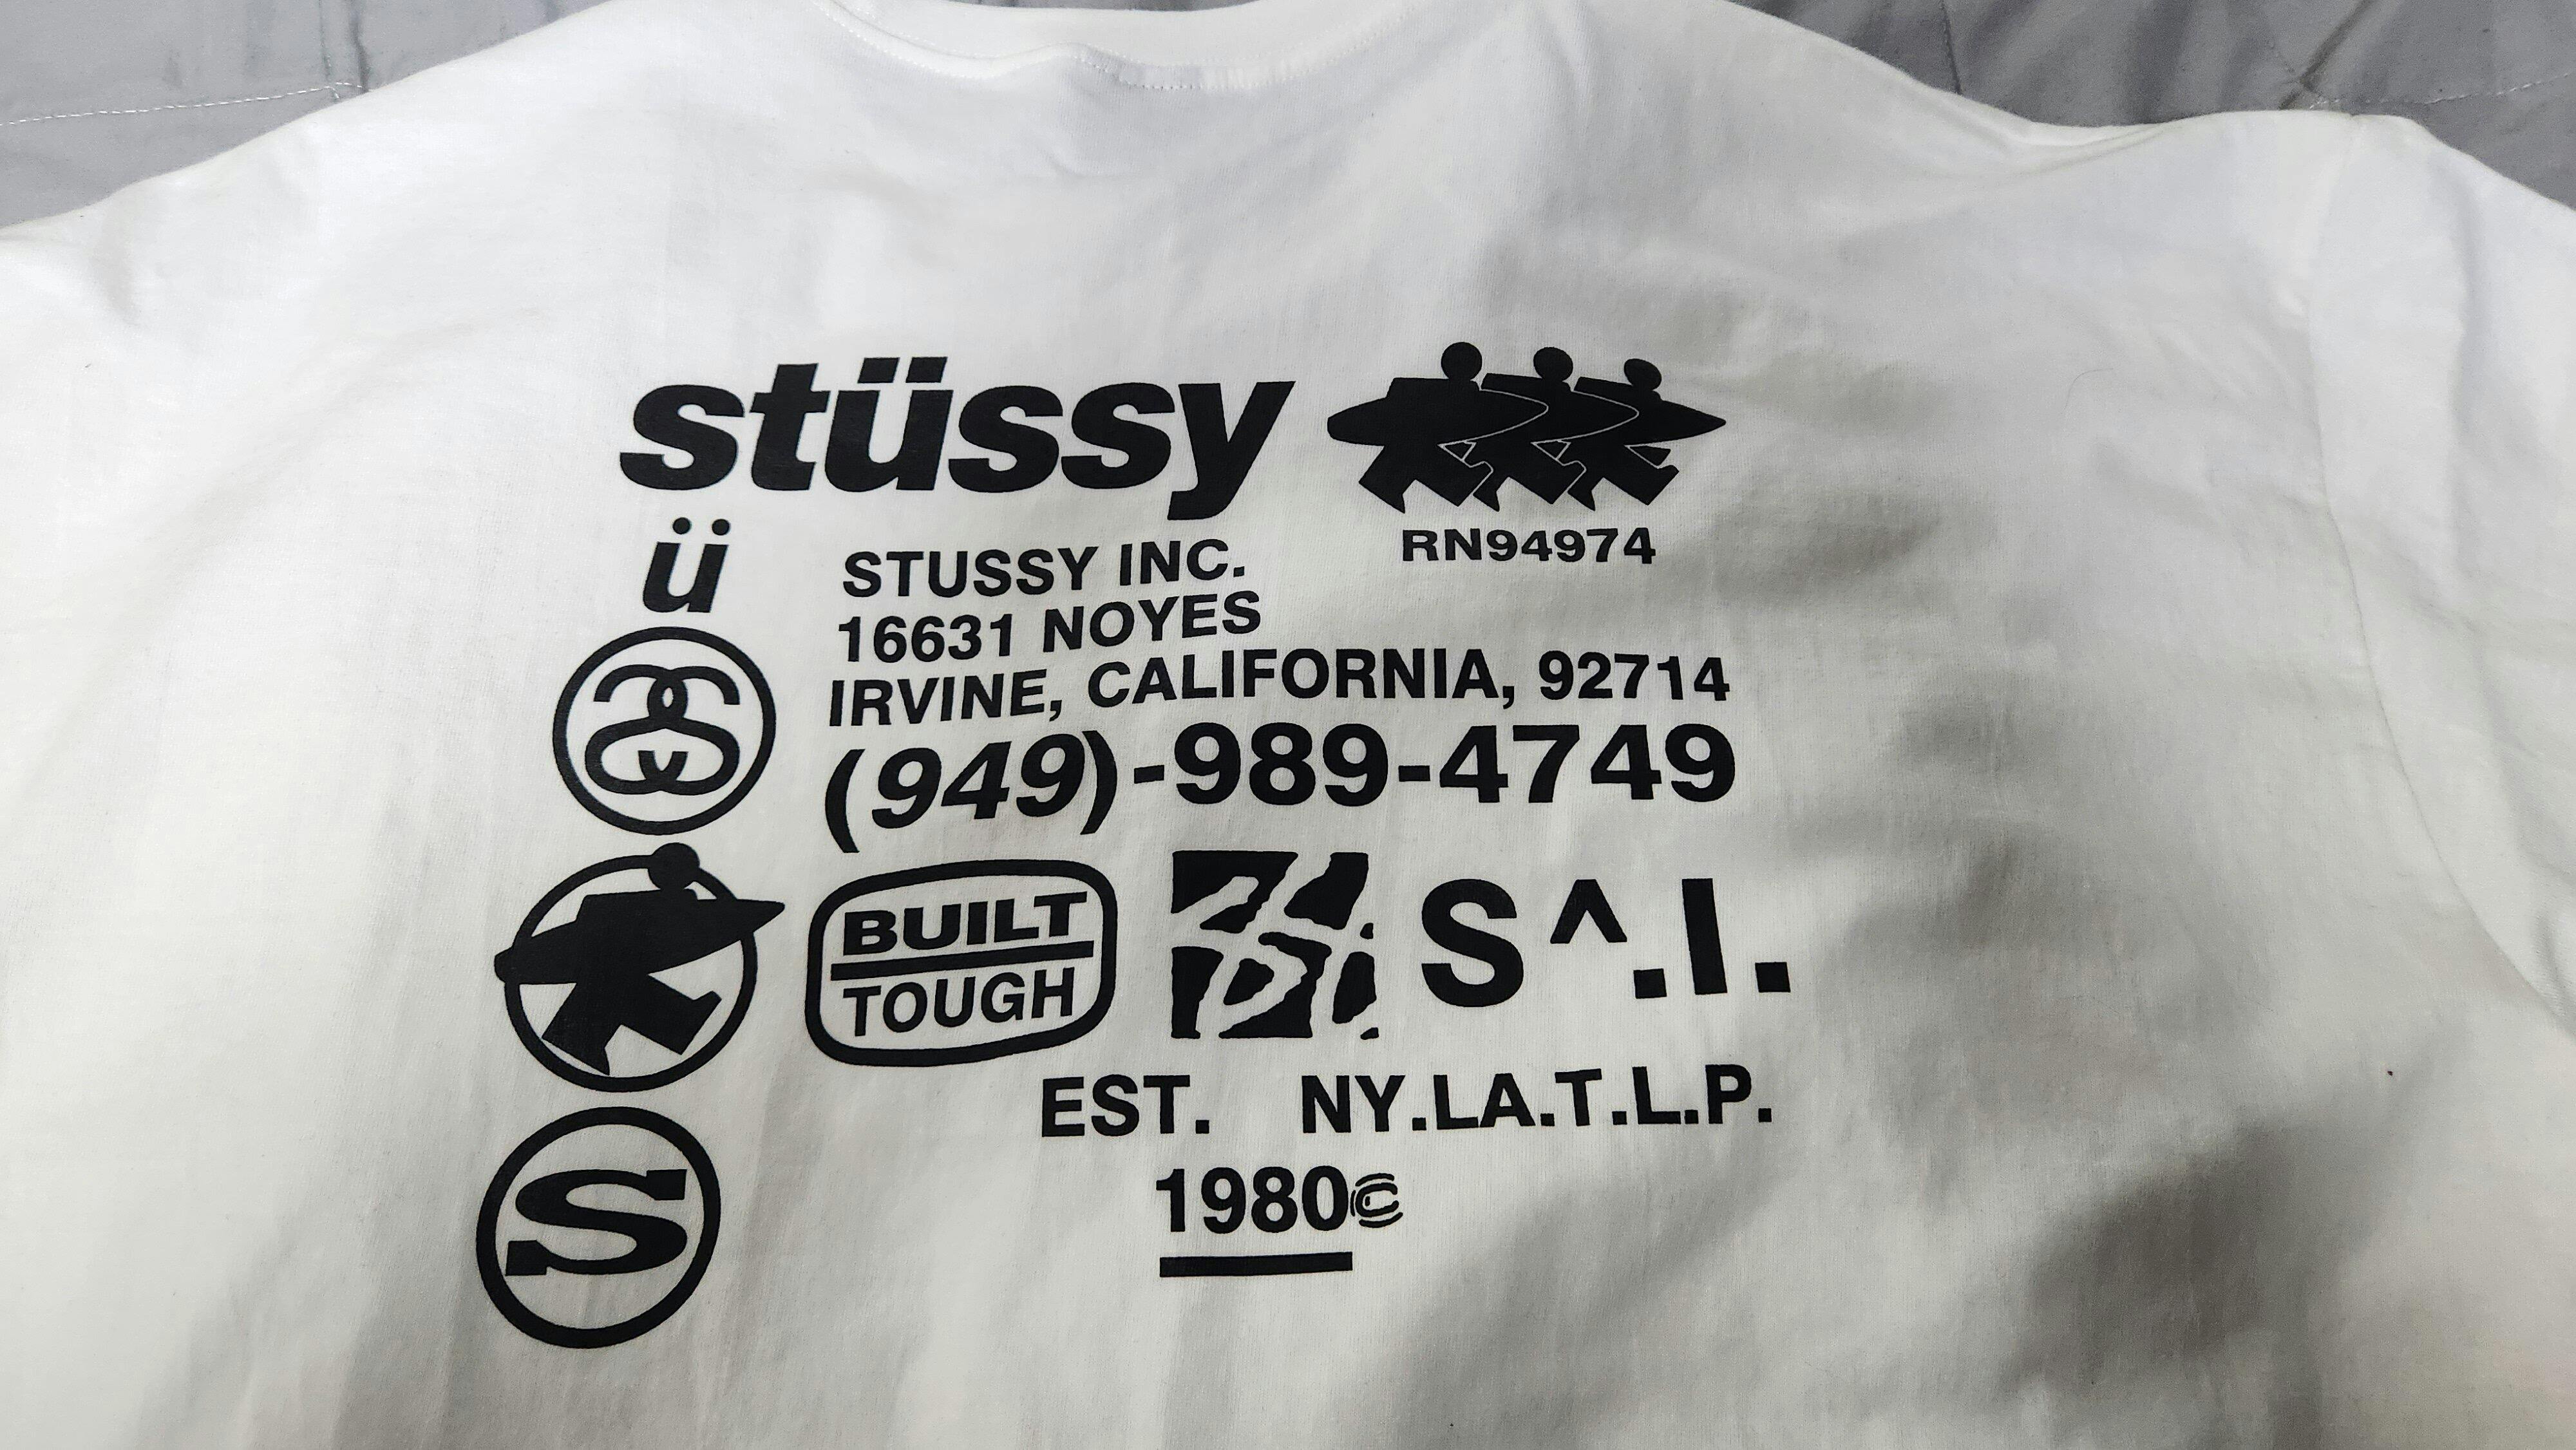 stüssy
RN94974
ü
STUSSY INC.
16631 NOYES
IRVINE, CALIFORNIA, 92714
(949)-989-4749
BUILT
TOUGH
S^.I.
EST. NY.LA.T.L.P.
1980©
S